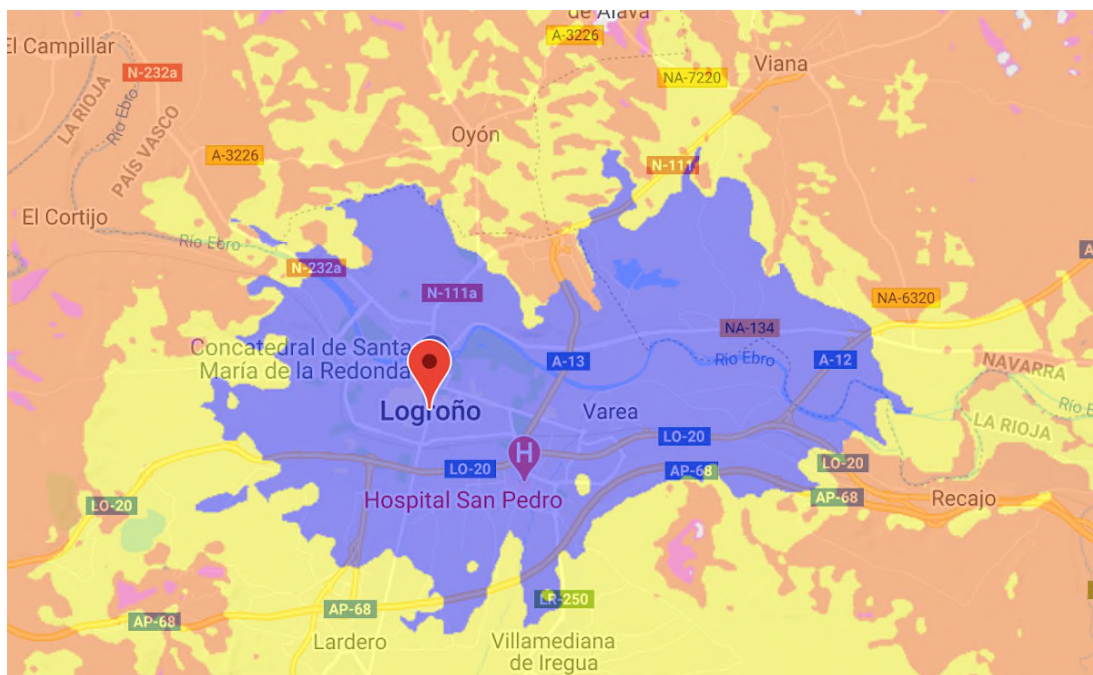 de Álava
El Campillar
A-3226
N-232a
Viana
NA-7220
LA RIOJA
Río Ebro
PAÍS VASCO
Oyón
A-3226
N-111
El Cortijo
Río Ebro
N-232a
N-111a
NA-6320
NA-134
Concatedral de Santa
María de la Redonda
A-13
Río Ebro
A-12
NAVARRA
Logroño
Varea
Río E
LA RIOJA
LO-20
H
LO-20
AP-68
LO-20
Hospital San Pedro
AP-68
Recajo
LO-20
LR-250
AP-68
AP-68
Lardero
Villamediana
de Iregua